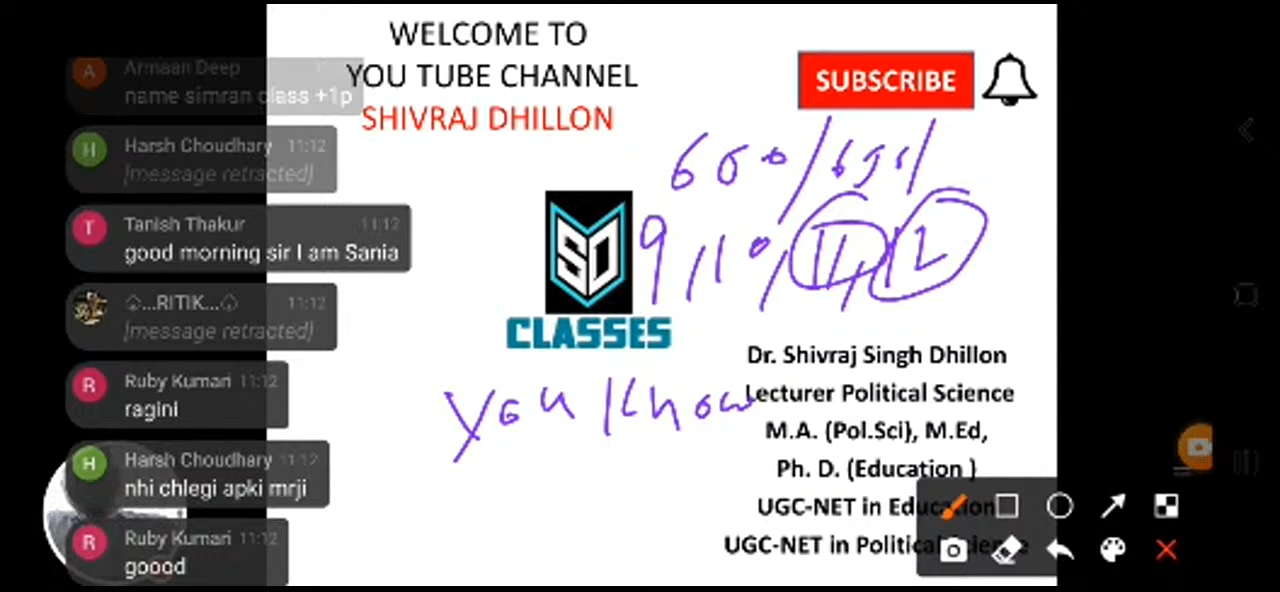 WELCOME TO
YOU TUBE CHANNEL
SHIVRAJ DHILLON
SUBSCRIBE
Armaan Deep
name simran class +1p
Harsh Choudhary 11:12
[message retracted]
Tanish Thakur 11:12
good morning sir I am Sania
♤...RITIK...♤ 11:12
[message retracted]
Ruby Kumari 11:12
ragini
Harsh Choudhary 11:12
nhi chlegi apki mrji
Ruby Kumari 11:12
goood
SD
CLASSES
you know
Dr. Shivraj Singh Dhillon
Lecturer Political Science
M.A. (Pol.Sci), M.Ed,
Ph. D. (Education )
UGC-NET in Education
UGC-NET in Political Science